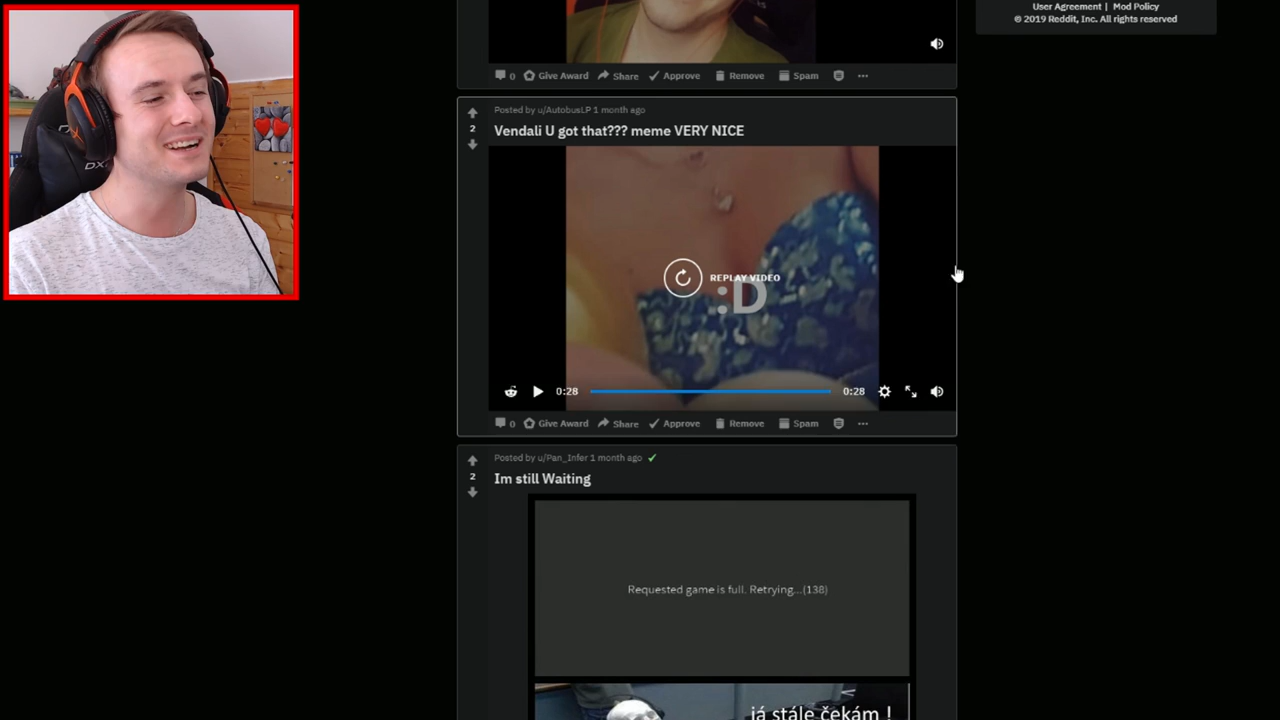 User Agreement | Mod Policy
© 2019 Reddit, Inc. All rights reserved
0 Give Award Share Approve Remove Spam
Posted by u/AutobusLP 1 month ago
2
Vendali U got that??? meme VERY NICE
REPLAY VIDEO
:D
0:28 0:28
0 Give Award Share Approve Remove Spam
Posted by u/Pan_Infer 1 month ago
2
Im still Waiting
Requested game is full. Retrying...(138)
já stále čekám !